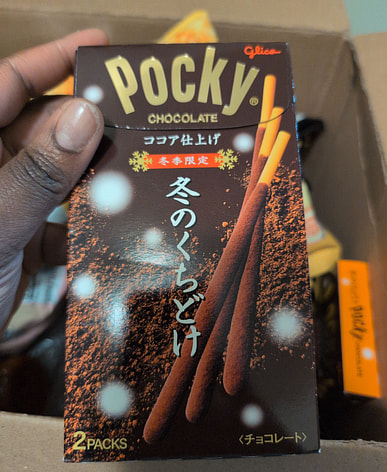 glico
POCKY®
CHOCOLATE
ココア仕上げ
冬季限定
冬のくちどけ
2PACKS
〈チョコレート〉